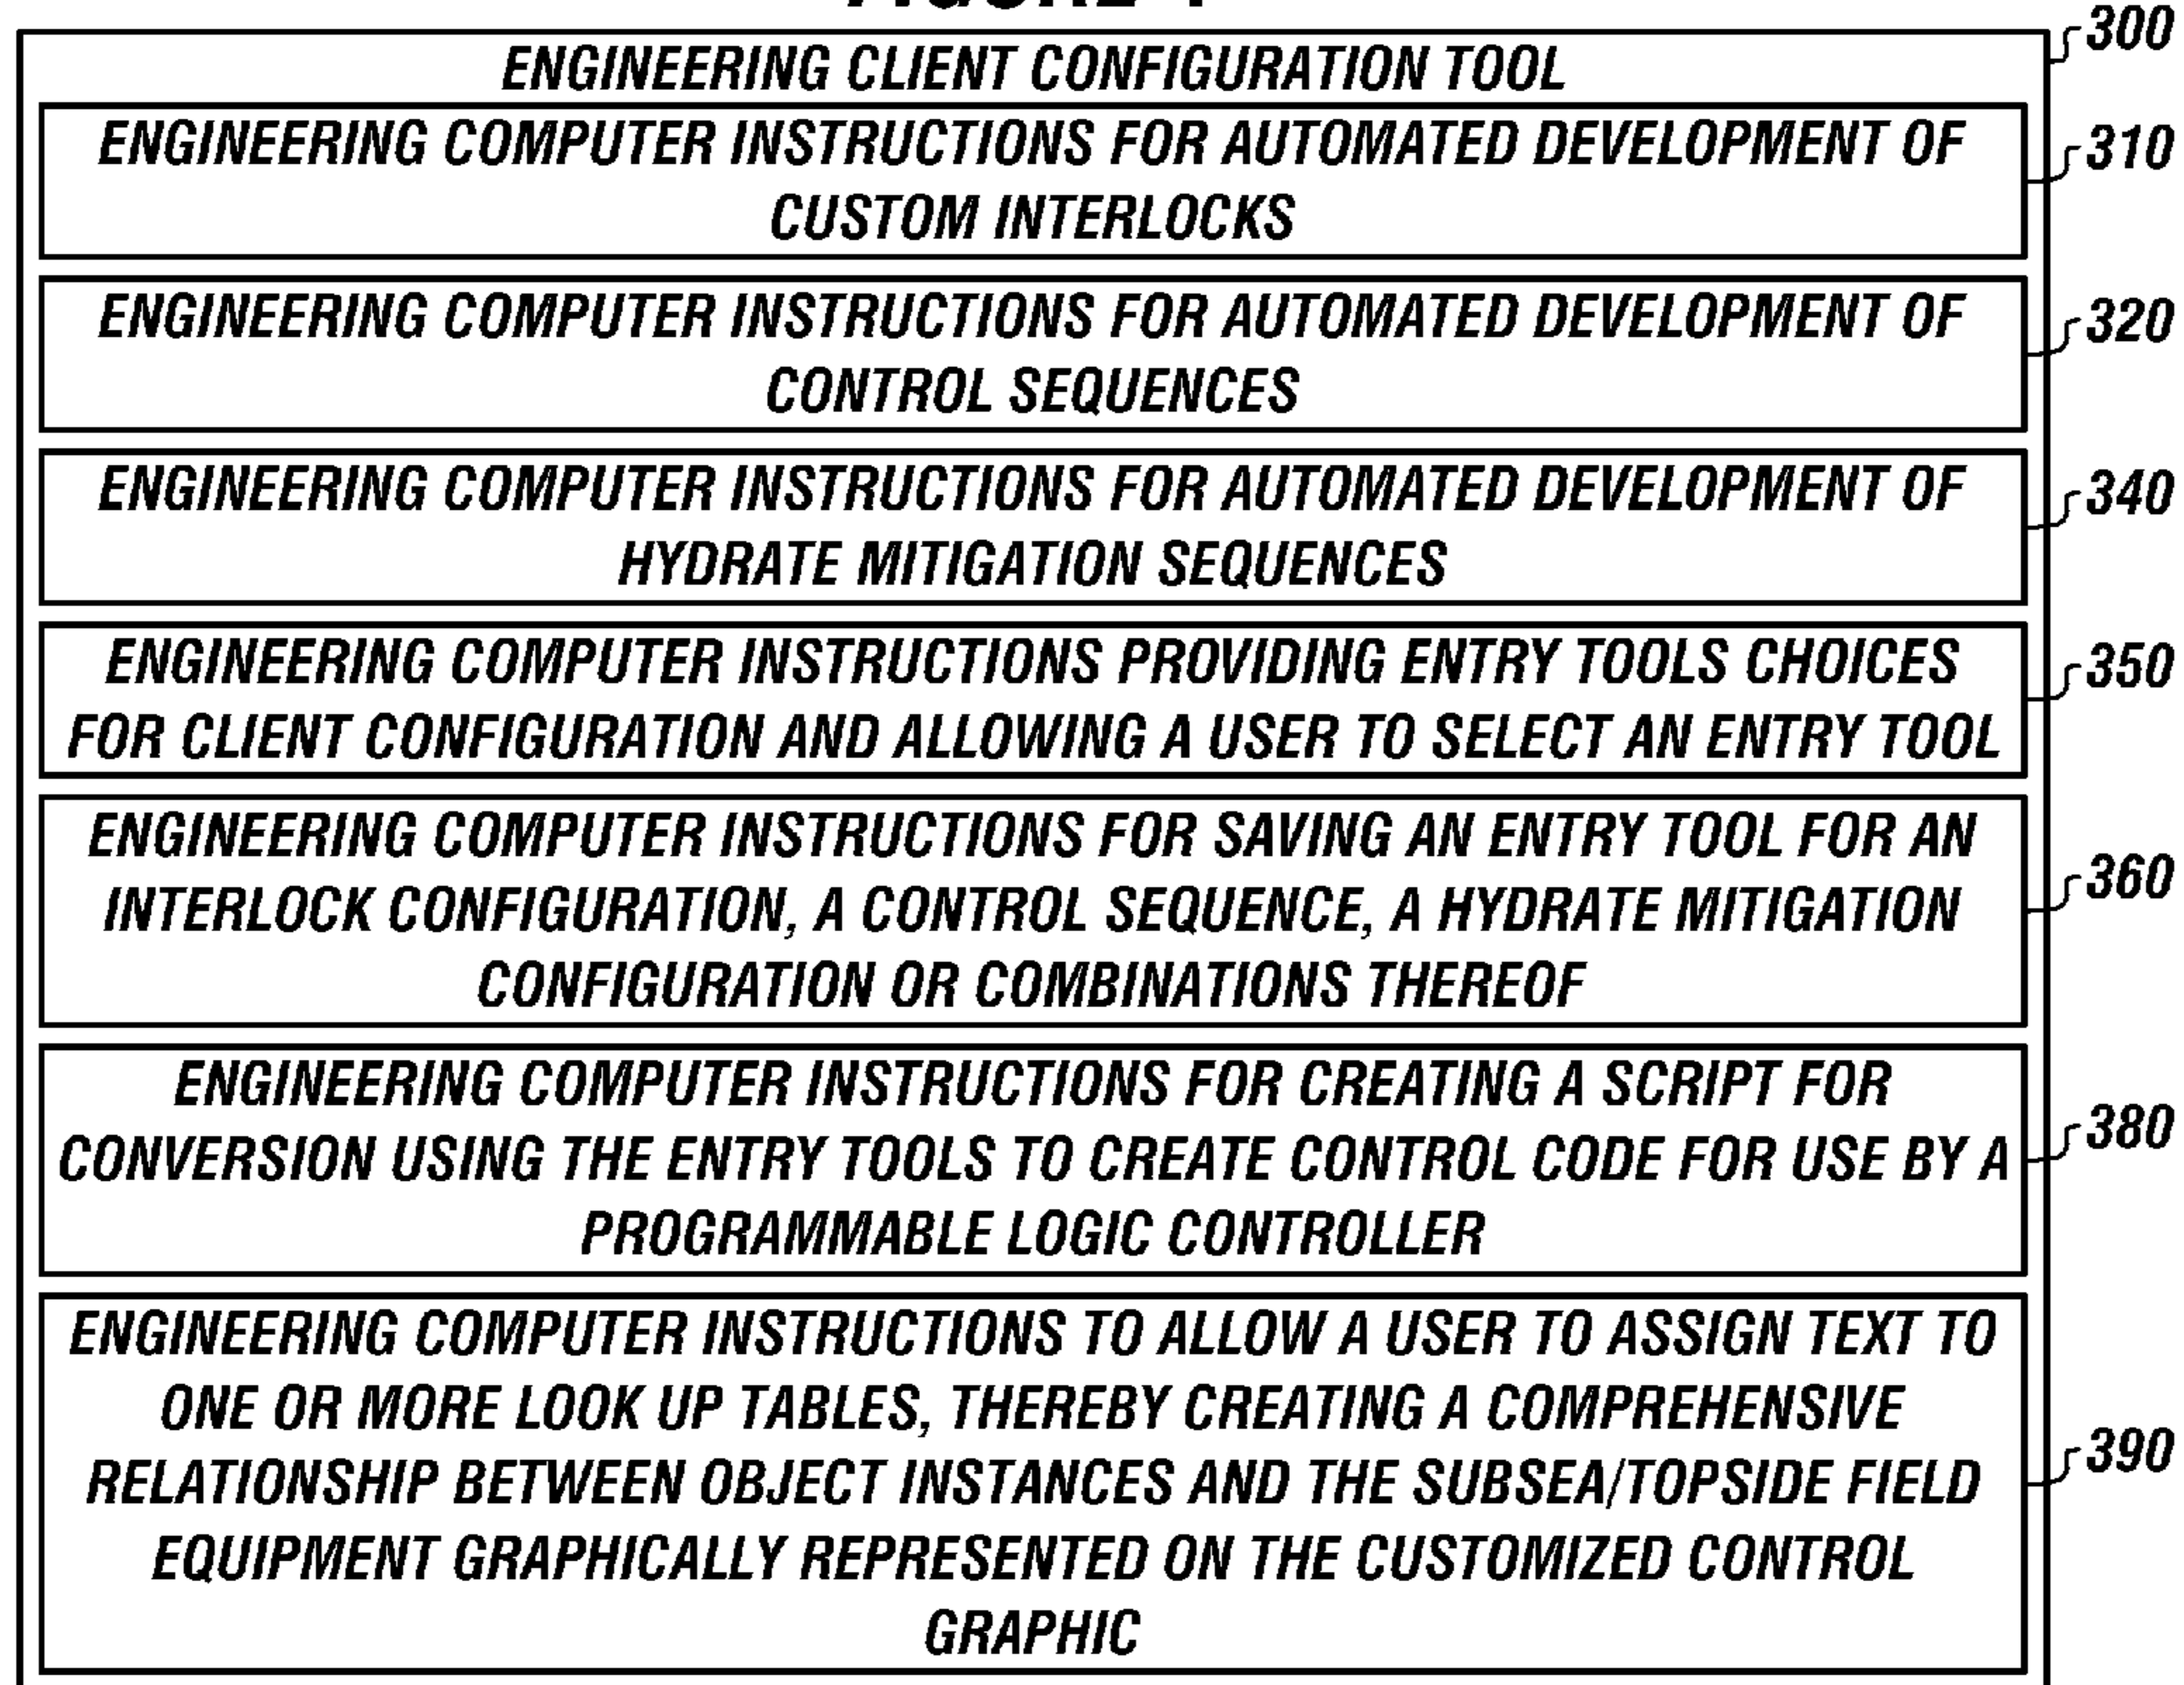 300
ENGINEERING CLIENT CONFIGURATION TOOL
ENGINEERING COMPUTER INSTRUCTIONS FOR AUTOMATED DEVELOPMENT OF
CUSTOM INTERLOCKS
310
ENGINEERING COMPUTER INSTRUCTIONS FOR AUTOMATED DEVELOPMENT OF
CONTROL SEQUENCES
320
ENGINEERING COMPUTER INSTRUCTIONS FOR AUTOMATED DEVELOPMENT OF
HYDRATE MITIGATION SEQUENCES
340
ENGINEERING COMPUTER INSTRUCTIONS PROVIDING ENTRY TOOLS CHOICES
FOR CLIENT CONFIGURATION AND ALLOWING A USER TO SELECT AN ENTRY TOOL
350
ENGINEERING COMPUTER INSTRUCTIONS FOR SAVING AN ENTRY TOOL FOR AN
INTERLOCK CONFIGURATION, A CONTROL SEQUENCE, A HYDRATE MITIGATION
CONFIGURATION OR COMBINATIONS THEREOF
360
ENGINEERING COMPUTER INSTRUCTIONS FOR CREATING A SCRIPT FOR
CONVERSION USING THE ENTRY TOOLS TO CREATE CONTROL CODE FOR USE BY A
PROGRAMMABLE LOGIC CONTROLLER
380
ENGINEERING COMPUTER INSTRUCTIONS TO ALLOW A USER TO ASSIGN TEXT TO
ONE OR MORE LOOK UP TABLES, THEREBY CREATING A COMPREHENSIVE
RELATIONSHIP BETWEEN OBJECT INSTANCES AND THE SUBSEA/TOPSIDE FIELD
EQUIPMENT GRAPHICALLY REPRESENTED ON THE CUSTOMIZED CONTROL
GRAPHIC
390